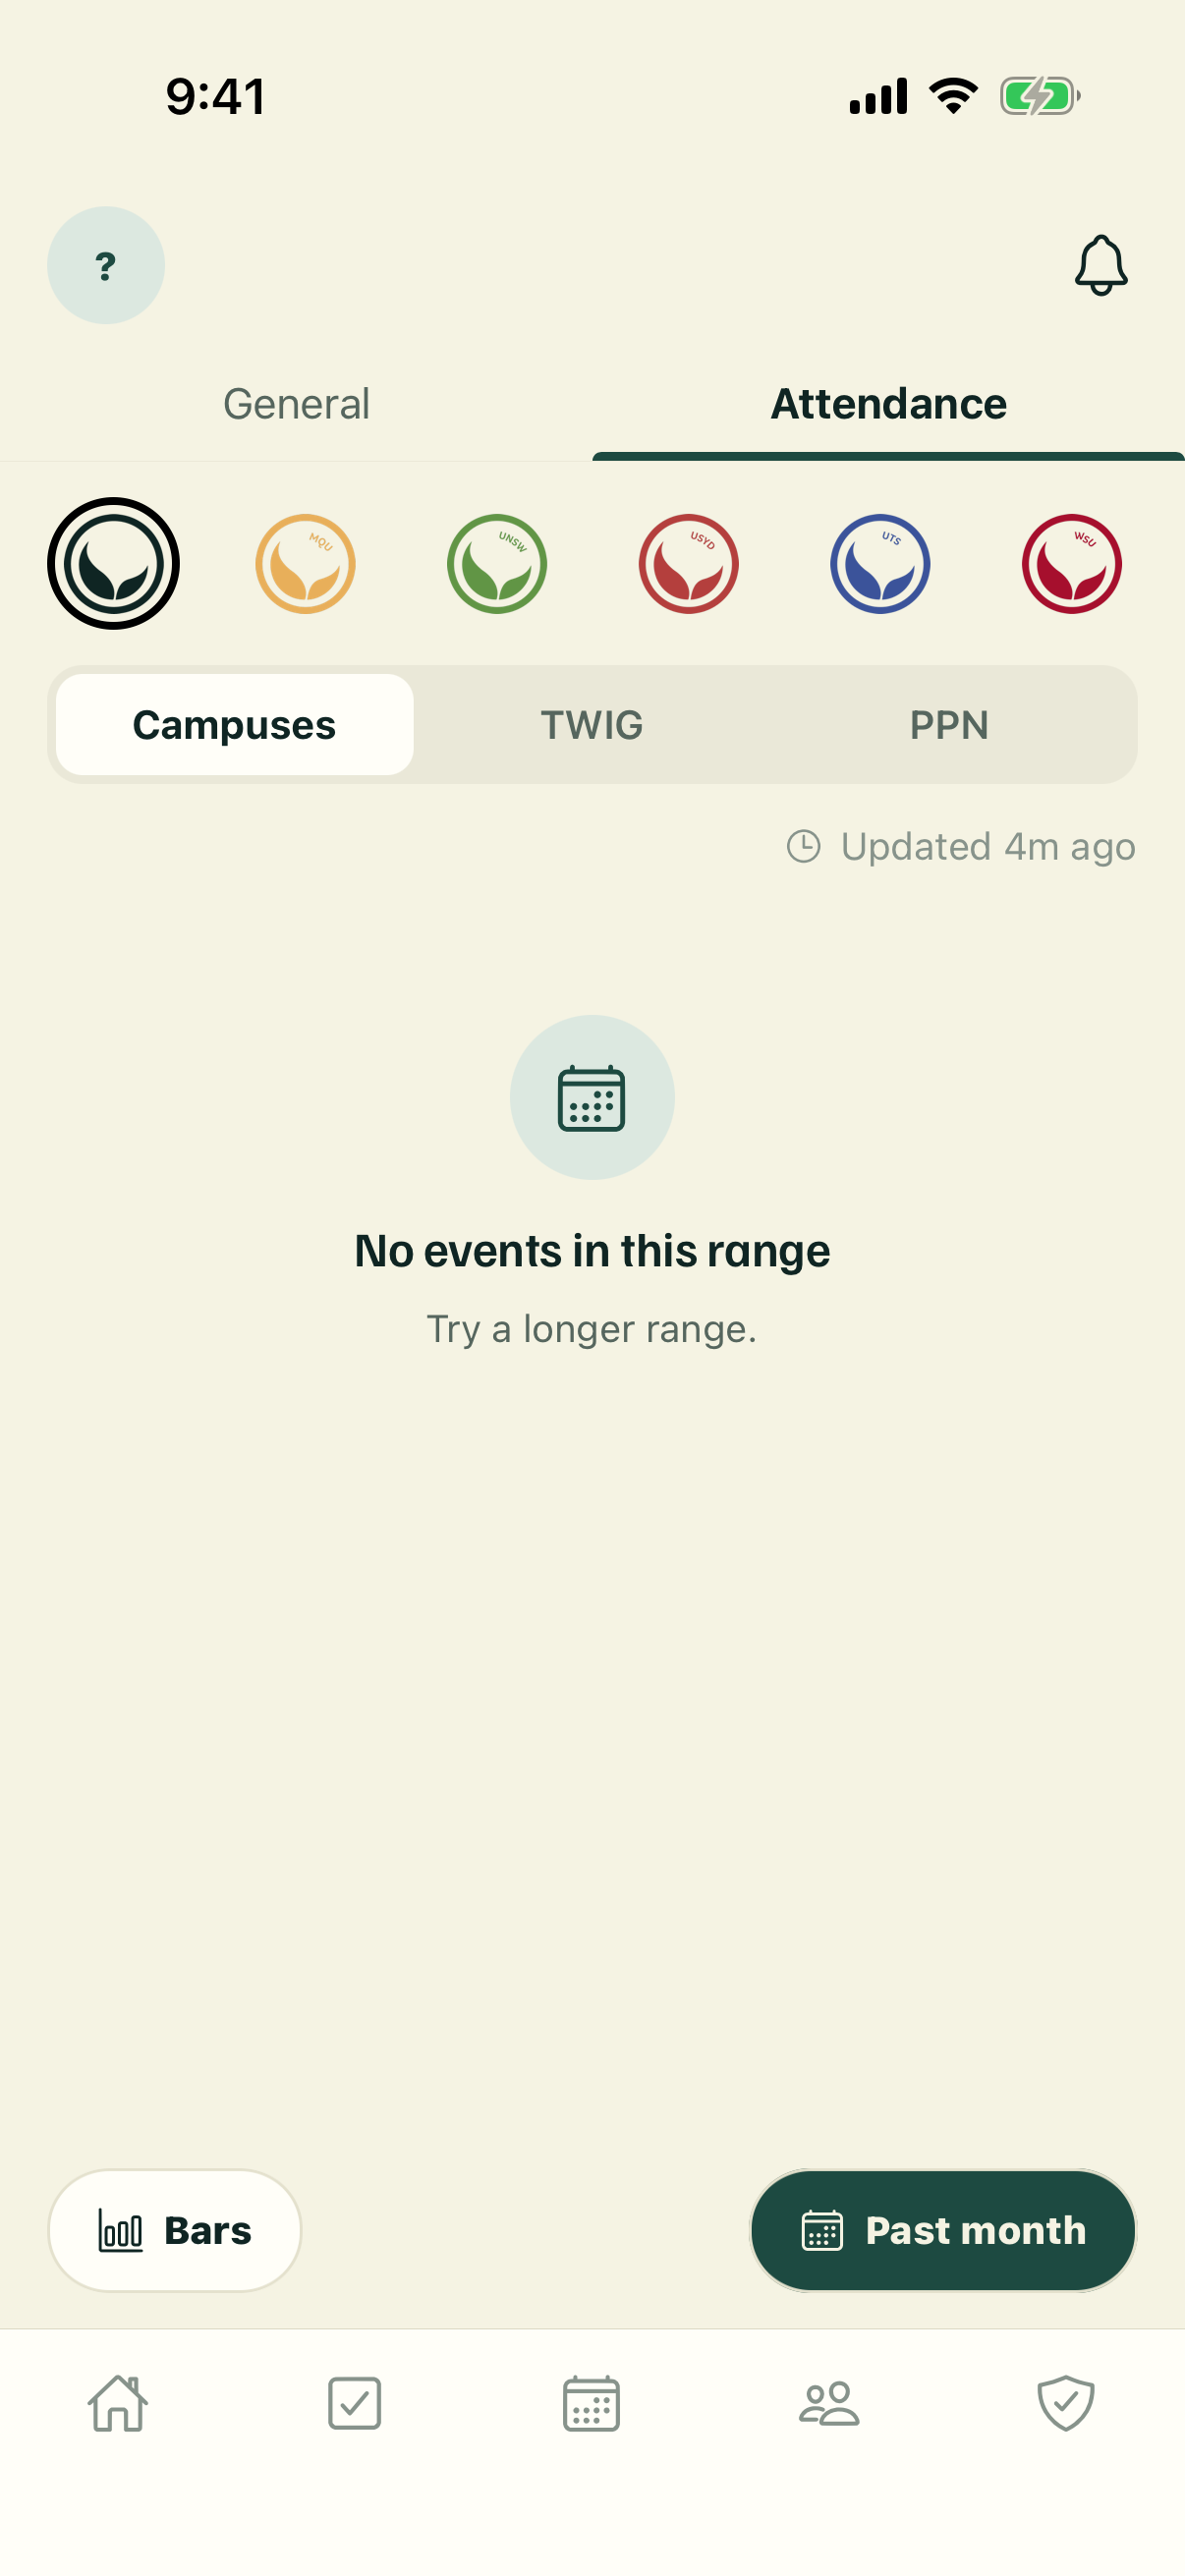 9:41
?
General
Attendance
MQU
UNSW
USYD
UTS
WSU
Campuses
TWIG
PPN
Updated 4m ago
No events in this range
Try a longer range.
Bars
Past month